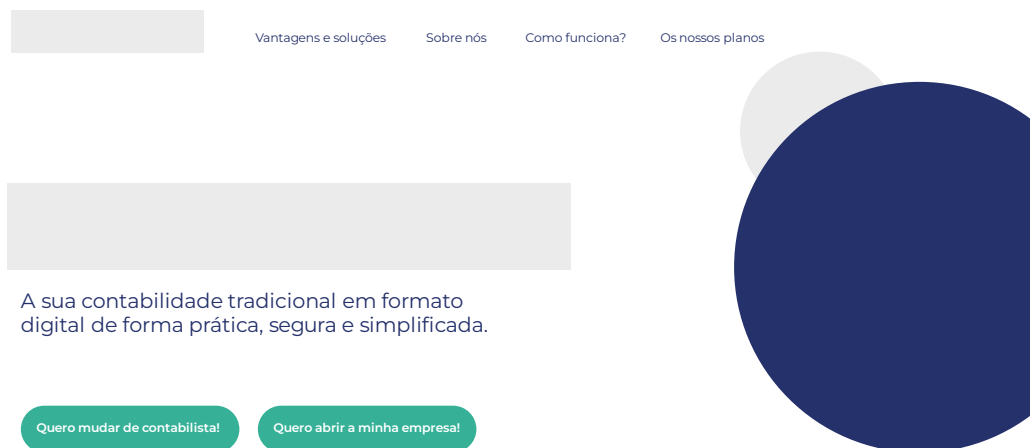 Vantagens e soluções
Sobre nós
Como funciona?
Os nossos planos
A sua contabilidade tradicional em formato
digital de forma prática, segura e simplificada.
Quero mudar de contabilista!
Quero abrir a minha empresa!